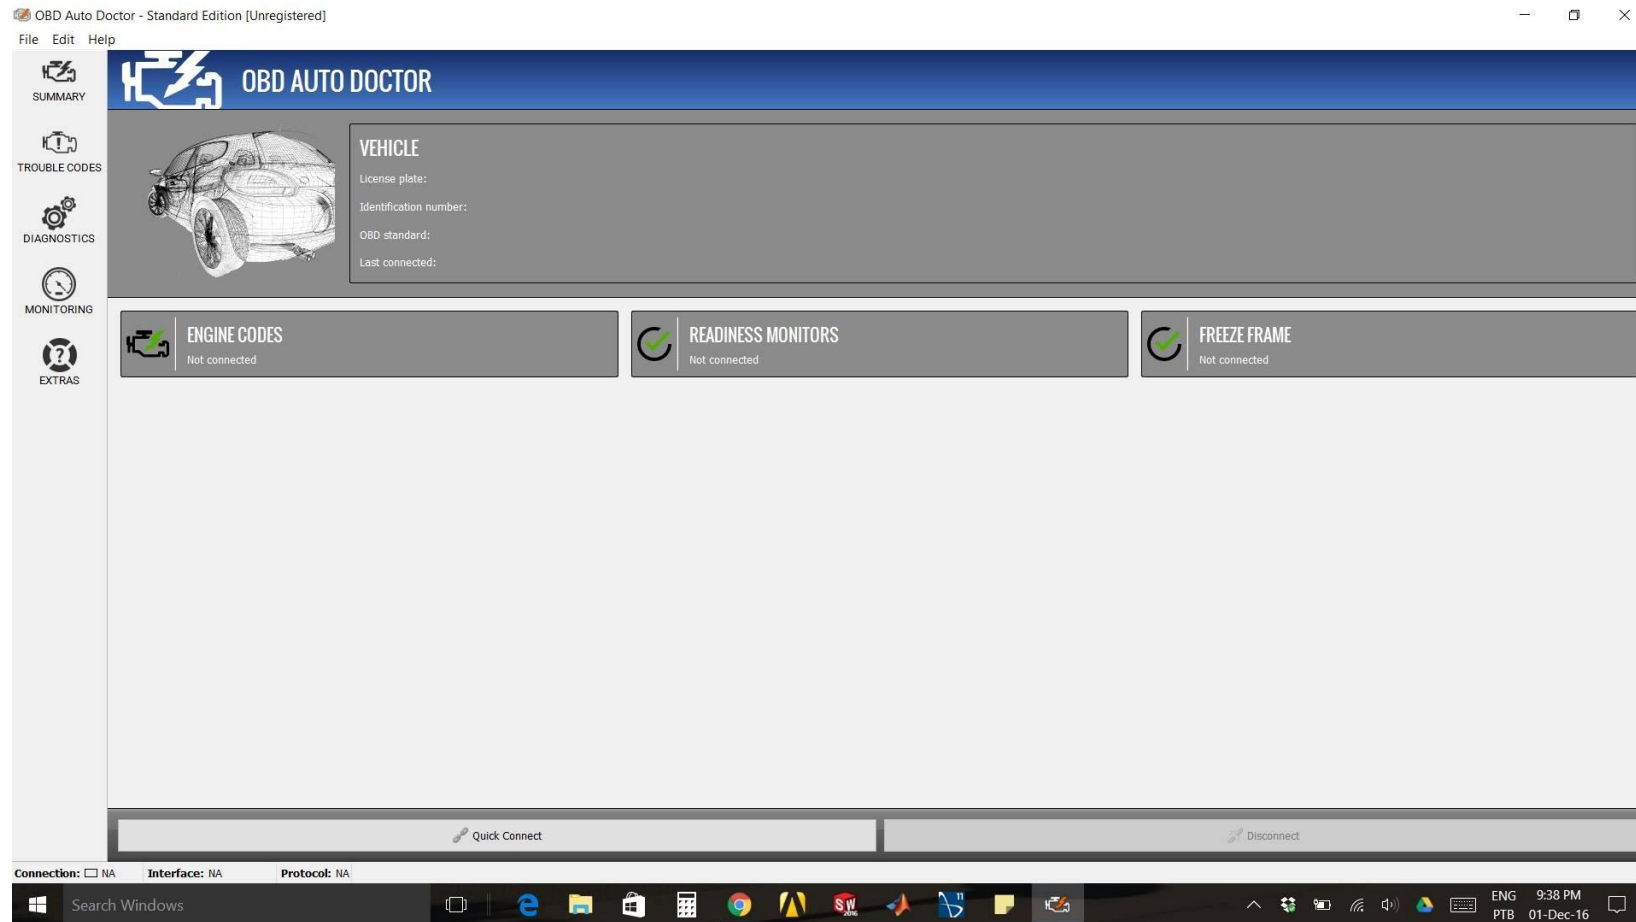 OBD Auto Doctor - Standard Edition [Unregistered]
File Edit Help
SUMMARY
TROUBLE CODES
DIAGNOSTICS
MONITORING
EXTRAS
OBD AUTO DOCTOR
VEHICLE
License plate:
Identification number:
OBD standard:
Last connected:
ENGINE CODES
Not connected
READINESS MONITORS
Not connected
FREEZE FRAME
Not connected
Quick Connect
Disconnect
Connection: NA Interface: NA Protocol: NA
Search Windows
SW
2016
11
ENG
PTB
9:38 PM
01-Dec-16